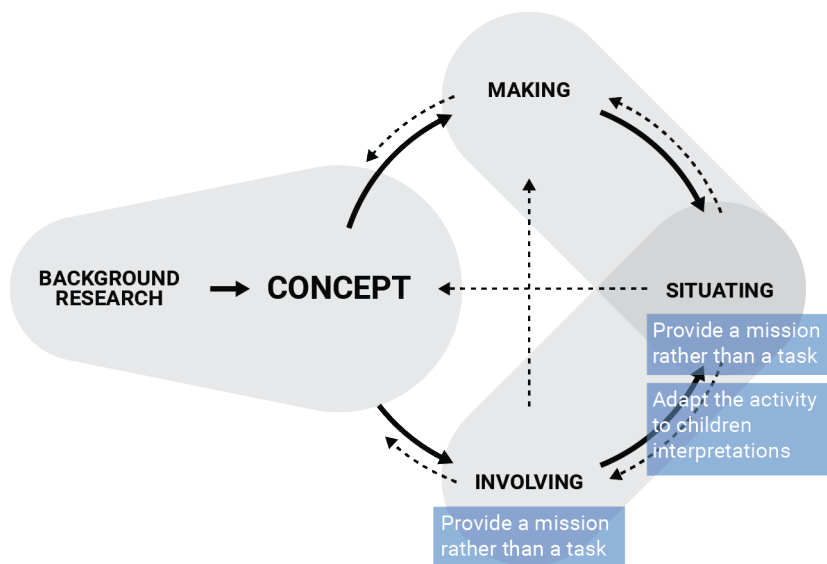 MAKING
BACKGROUND
RESEARCH
CONCEPT
SITUATING
Provide a mission
rather than a task
Adapt the activity
to children
interpretations
INVOLVING
Provide a mission
rather than a task